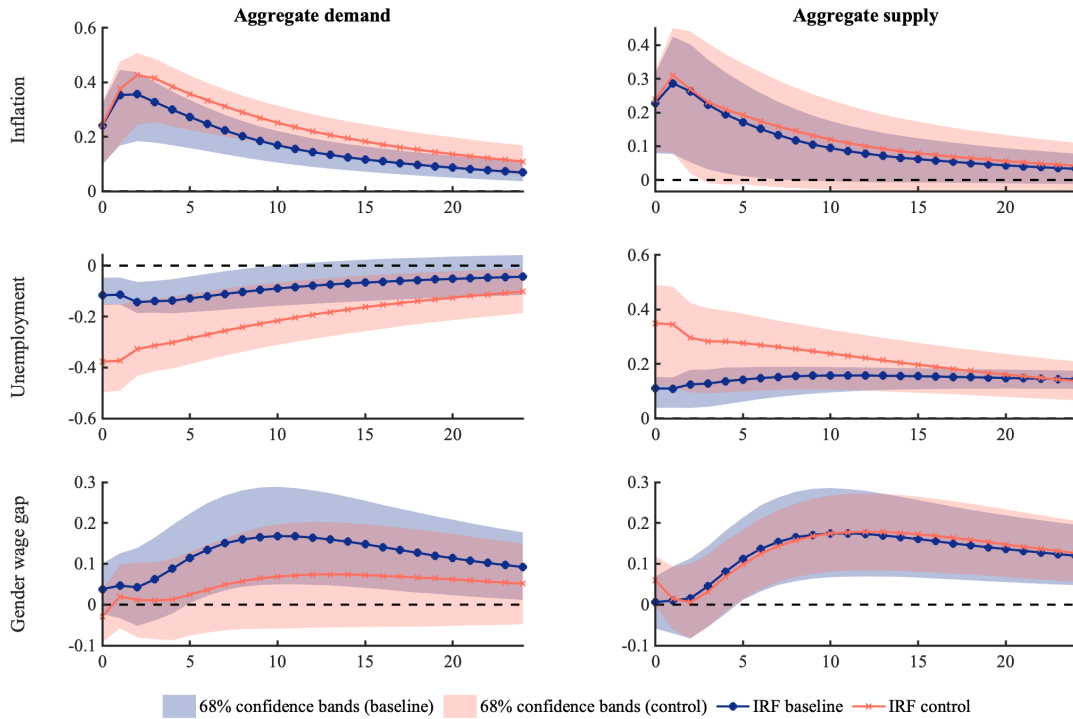 Aggregate demand
Aggregate supply
Inflation
0.6
0.4
0.2
0
0 5 10 15 20
0.4
0.3
0.2
0.1
0
0 5 10 15 20
Unemployment
0
-0.2
-0.4
-0.6
0 5 10 15 20
0.6
0.4
0.2
0
0 5 10 15 20
Gender wage gap
0.3
0.2
0.1
0
-0.1
0 5 10 15 20
0.3
0.2
0.1
0
-0.1
0 5 10 15 20
68% confidence bands (baseline) 68% confidence bands (control) IRF baseline IRF control